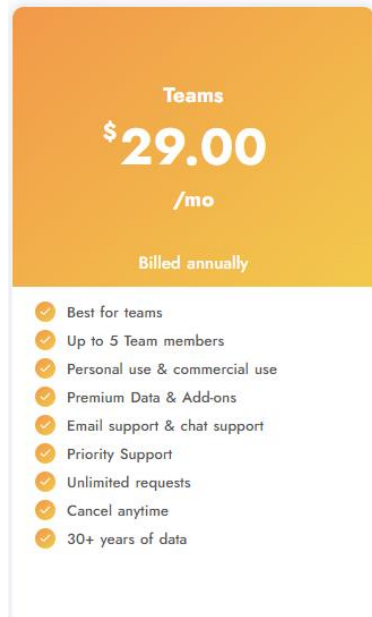 Teams
$29.00
/mo
Billed annually
Best for teams
Up to 5 Team members
Personal use & commercial use
Premium Data & Add-ons
Email support & chat support
Priority Support
Unlimited requests
Cancel anytime
30+ years of data